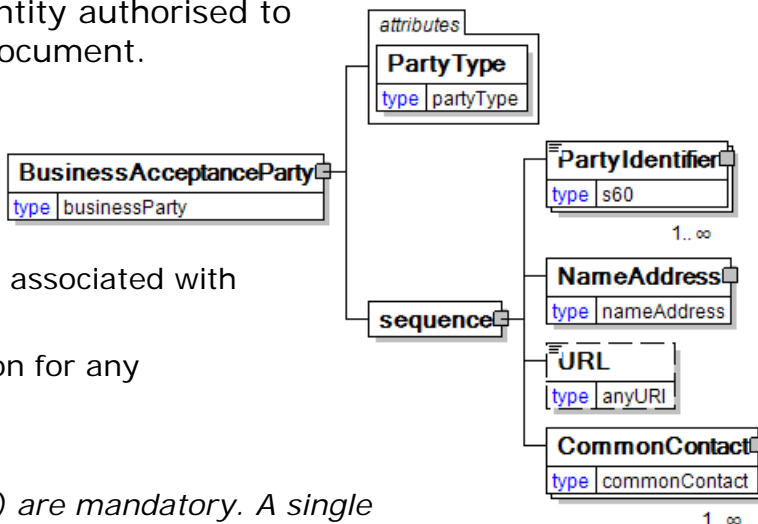 ntity authorised to
ocument.
attributes
PartyType
type partyType
BusinessAcceptanceParty
type businessParty
PartyIdentifier
type s60
1.. ∞
associated with
NameAddress
type nameAddress
sequence
on for any
URL
type anyURI
CommonContact
type commonContact
) are mandatory. A single
1.. ∞